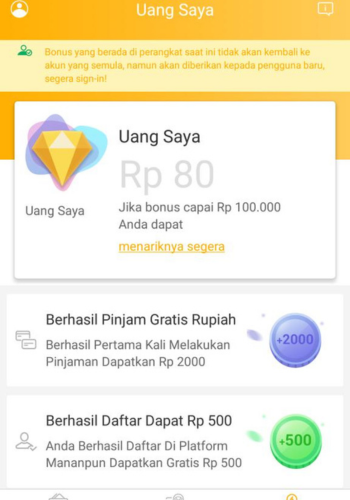 Uang Saya
Bonus yang berada di perangkat saat ini tidak akan kembali ke
akun yang semula, namun akan diberikan kepada pengguna baru,
segera sign-in!
Uang Saya
Rp 80
Uang Saya
Jika bonus capai Rp 100.000
Anda dapat
menariknya segera
Berhasil Pinjam Gratis Rupiah
Berhasil Pertama Kali Melakukan
Pinjaman Dapatkan Rp 2000
+2000
Berhasil Daftar Dapat Rp 500
Anda Berhasil Daftar Di Platform
Mananpun Dapatkan Gratis Rp 500
+500